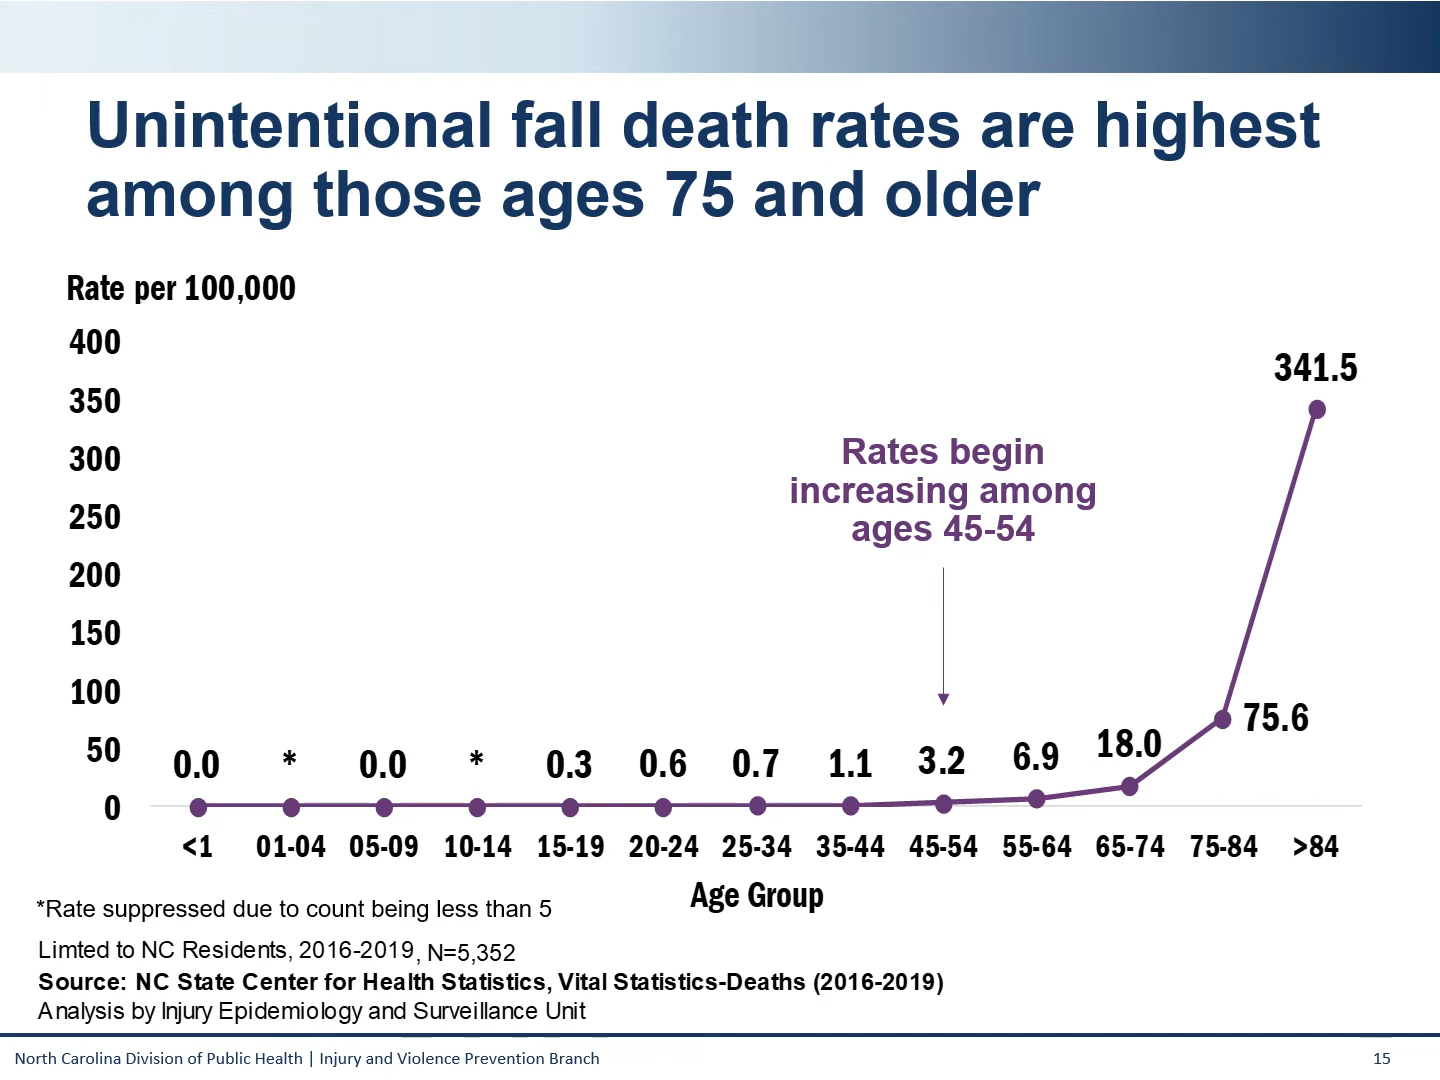 Unintentional fall death rates are highest
among those ages 75 and older
Rate per 100,000
400
350
300
250
200
150
100
50
0
341.5
Rates begin
increasing among
ages 45-54
0.0 * 0.0 * 0.3 0.6 0.7 1.1 3.2 6.9 18.0 75.6
<1 01-04 05-09 10-14 15-19 20-24 25-34 35-44 45-54 55-64 65-74 75-84 >84
Age Group
*Rate suppressed due to count being less than 5
Limted to NC Residents, 2016-2019, N=5,352
Source: NC State Center for Health Statistics, Vital Statistics-Deaths (2016-2019)
Analysis by Injury Epidemiology and Surveillance Unit
North Carolina Division of Public Health | Injury and Violence Prevention Branch 15